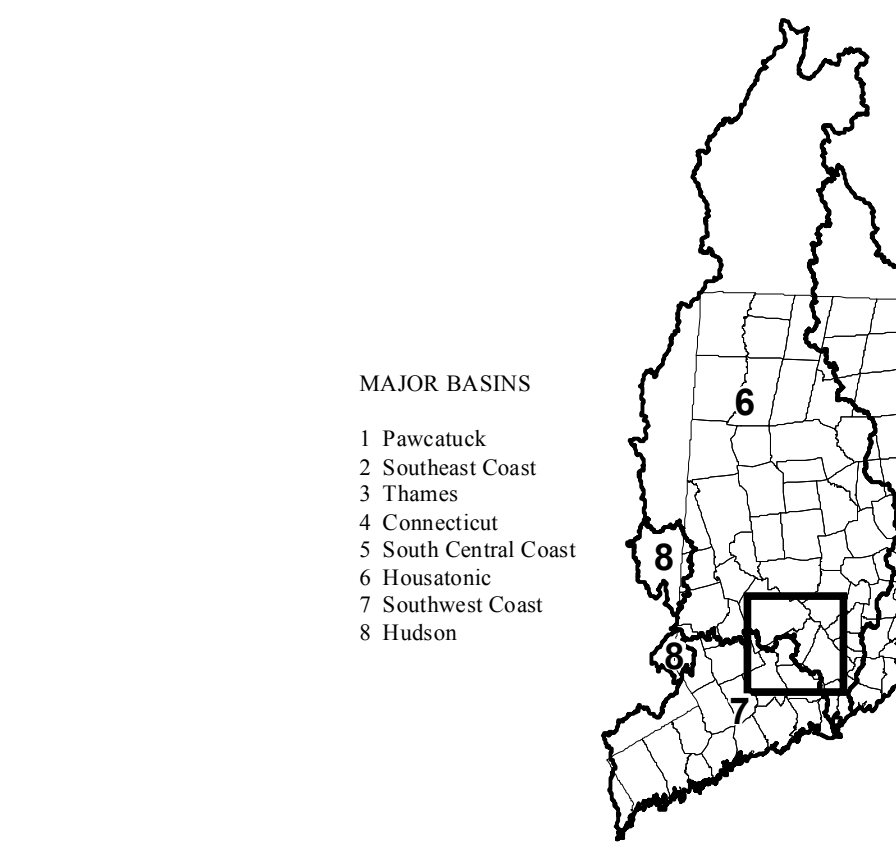 MAJOR BASINS
1 Pawcatuck
2 Southeast Coast
3 Thames
4 Connecticut
5 South Central Coast
6 Housatonic
7 Southwest Coast
8 Hudson
6
8
8
7